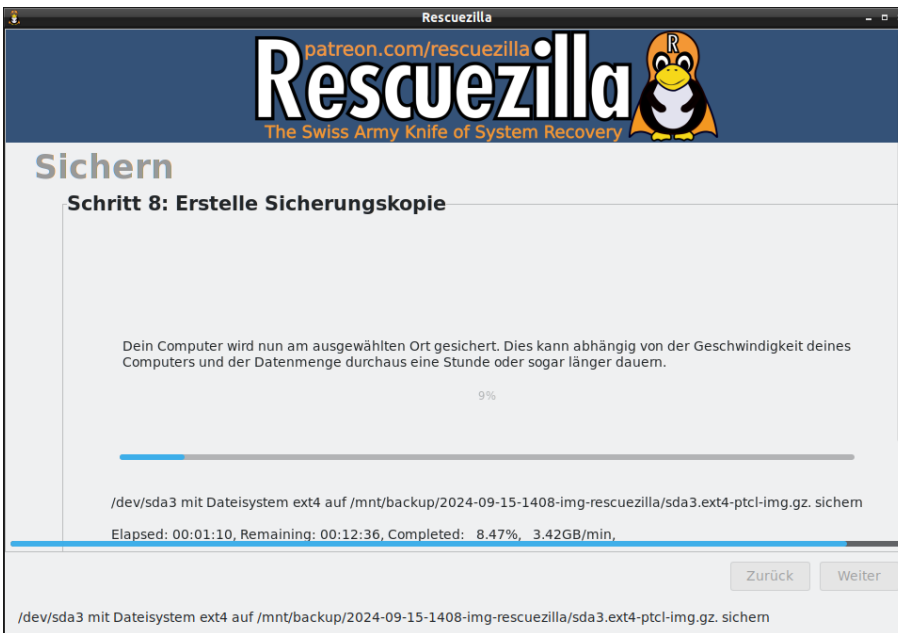 Rescuezilla
patreon.com/rescuezilla
Rescuezilla
R
The Swiss Army Knife of System Recovery
Sichern
Schritt 8: Erstelle Sicherungskopie
Dein Computer wird nun am ausgewählten Ort gesichert. Dies kann abhängig von der Geschwindigkeit deines
Computers und der Datenmenge durchaus eine Stunde oder sogar länger dauern.
9%
/dev/sda3 mit Dateisystem ext4 auf /mnt/backup/2024-09-15-1408-img-rescuezilla/sda3.ext4-ptcl-img.gz. sichern
Elapsed: 00:01:10, Remaining: 00:12:36, Completed: 8.47%, 3.42GB/min,
Zurück Weiter
/dev/sda3 mit Dateisystem ext4 auf /mnt/backup/2024-09-15-1408-img-rescuezilla/sda3.ext4-ptcl-img.gz. sichern